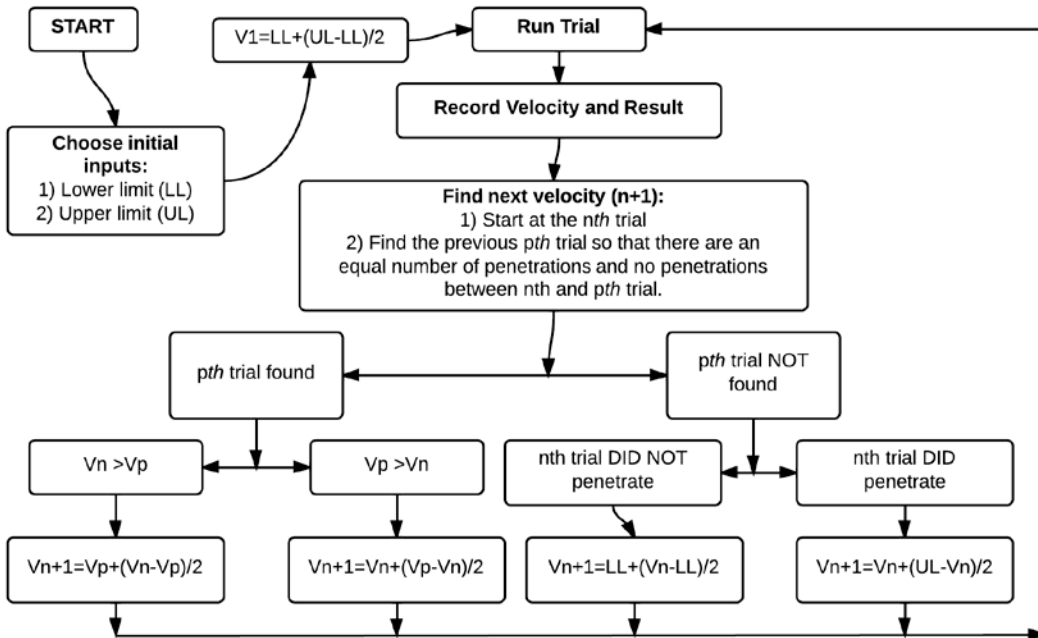 START
V1=LL+(UL-LL)/2
Run Trial
Record Velocity and Result
Choose initial
inputs:
1) Lower limit (LL)
2) Upper limit (UL)
Find next velocity (n+1):
1) Start at the nth trial
2) Find the previous pth trial so that there are an
equal number of penetrations and no penetrations
between nth and pth trial.
pth trial found
pth trial NOT
found
Vn >Vp
Vp >Vn
nth trial DID NOT
penetrate
nth trial DID
penetrate
Vn+1=Vp+(Vn-Vp)/2
Vn+1=Vn+(Vp-Vn)/2
Vn+1=LL+(Vn-LL)/2
Vn+1=Vn+(UL-Vn)/2